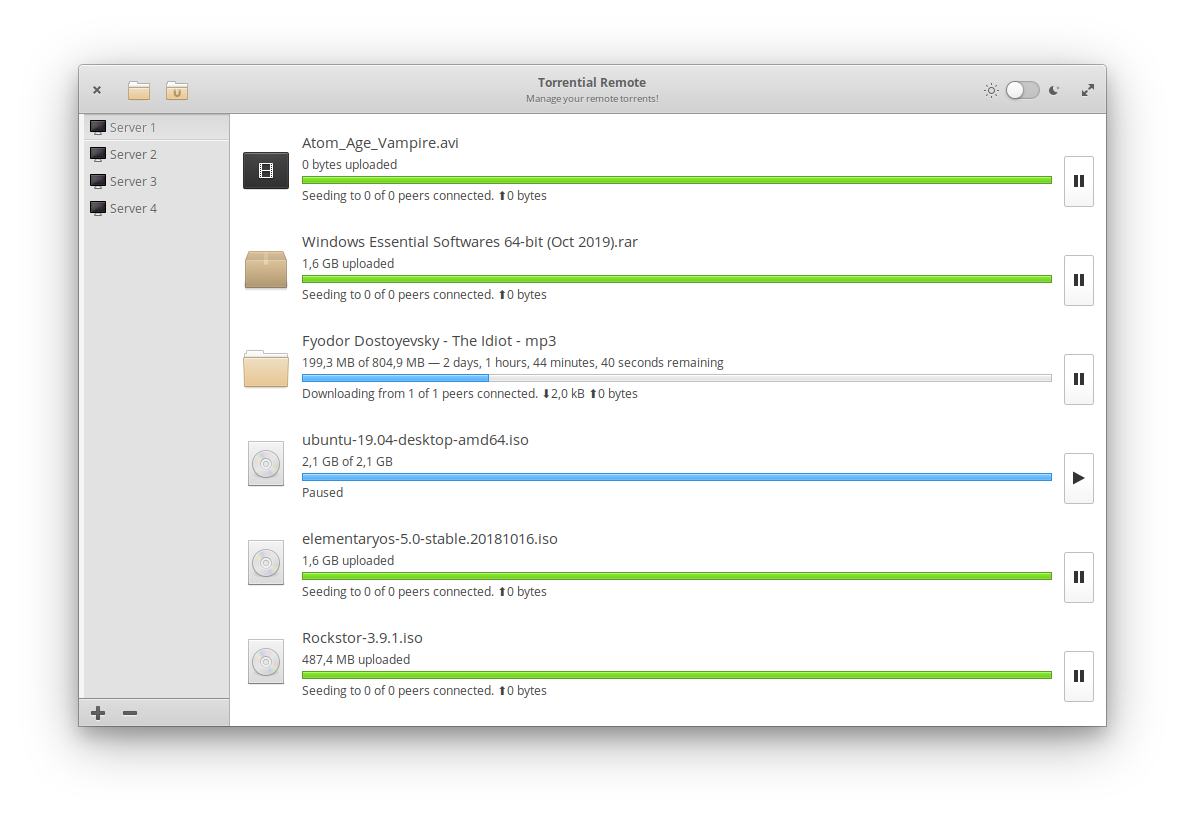 Torrential Remote
Manage your remote torrents!
Server 1
Server 2
Server 3
Server 4
Atom_Age_Vampire.avi
0 bytes uploaded
Seeding to 0 of 0 peers connected. ⬆0 bytes
Windows Essential Softwares 64-bit (Oct 2019).rar
1,6 GB uploaded
Seeding to 0 of 0 peers connected. ⬆0 bytes
Fyodor Dostoyevsky - The Idiot - mp3
199,3 MB of 804,9 MB — 2 days, 1 hours, 44 minutes, 40 seconds remaining
Downloading from 1 of 1 peers connected. ⬇2,0 kB ⬆0 bytes
ubuntu-19.04-desktop-amd64.iso
2,1 GB of 2,1 GB
Paused
elementaryos-5.0-stable.20181016.iso
1,6 GB uploaded
Seeding to 0 of 0 peers connected. ⬆0 bytes
Rockstor-3.9.1.iso
487,4 MB uploaded
Seeding to 0 of 0 peers connected. ⬆0 bytes